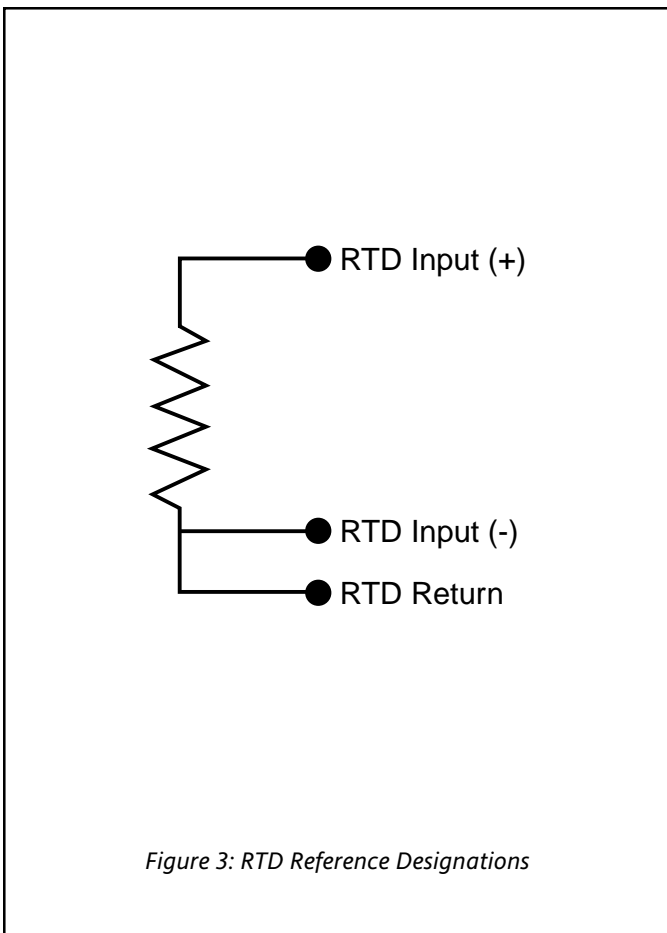 RTD Input (+)
RTD Input (-)
RTD Return
Figure 3: RTD Reference Designations